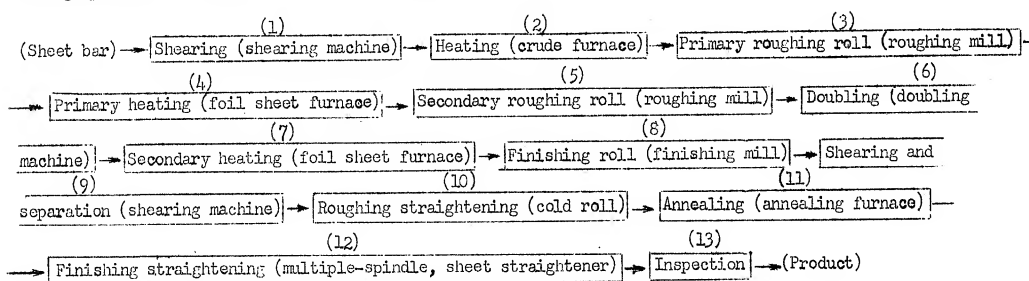 (1) (2) (3)
(Sheet bar) → Shearing (shearing machine) → Heating (crude furnace) → Primary roughing roll (roughing mill)
(4) (5) (6)
→ Primary heating (foil sheet furnace) → Secondary roughing roll (roughing mill) → Doubling (doubling
(7) (8)
machine) → Secondary heating (foil sheet furnace) → Finishing roll (finishing mill) → Shearing and
(9) (10) (11)
separation (shearing machine) → Roughing straightening (cold roll) → Annealing (annealing furnace)
(12) (13)
→ Finishing straightening (multiple-spindle, sheet straightener) → Inspection → (Product)